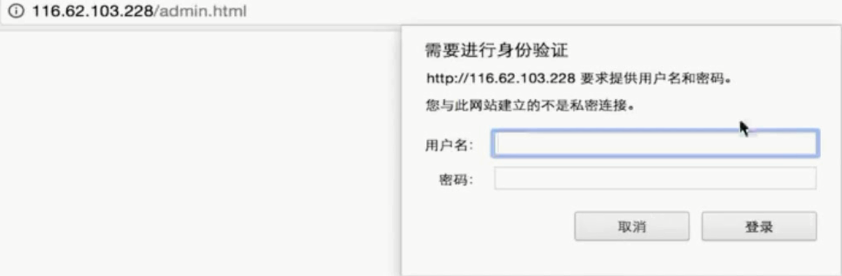 116.62.103.228/admin.html
需要进行身份验证
http://116.62.103.228 要求提供用户名和密码。
您与此网站建立的不是私密连接。
用户名:
密码:
取消 登录